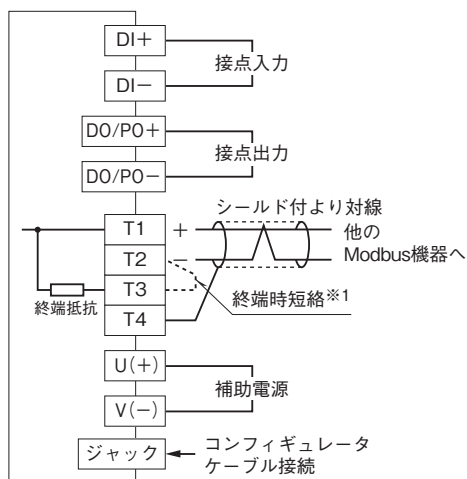 DI+
接点入力
DI−
DO/PO+
接点出力
DO/PO−
シールド付より対線
T1
+
他の
Modbus機器へ
T2
−
T3
終端抵抗
終端時短絡※1
T4
U(+)
補助電源
V(−)
ジャック
コンフィギュレータ
ケーブル接続